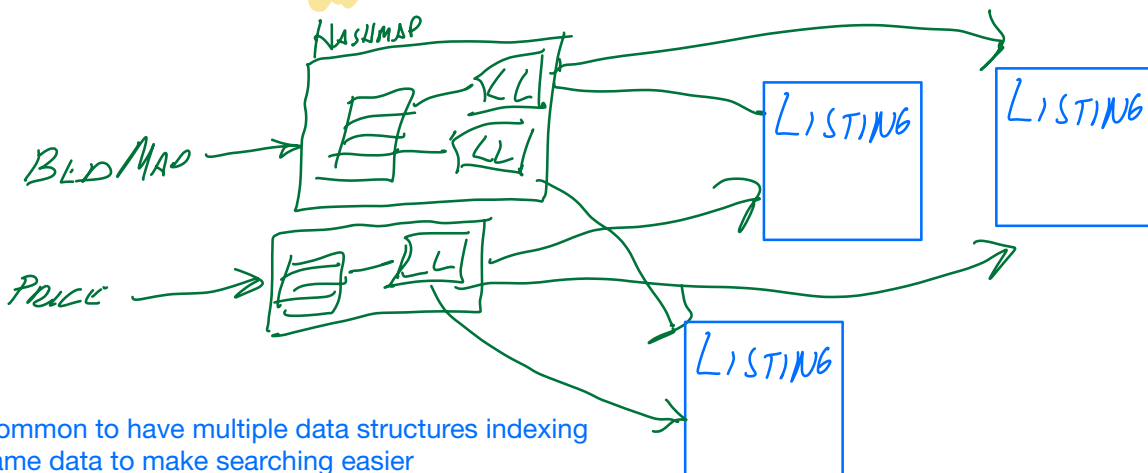 HASHMAP
LL
LL
BEDMAP
LISTING
LISTING
PRICE
LL
LISTING
ommon to have multiple data structures indexing
ame data to make searching easier